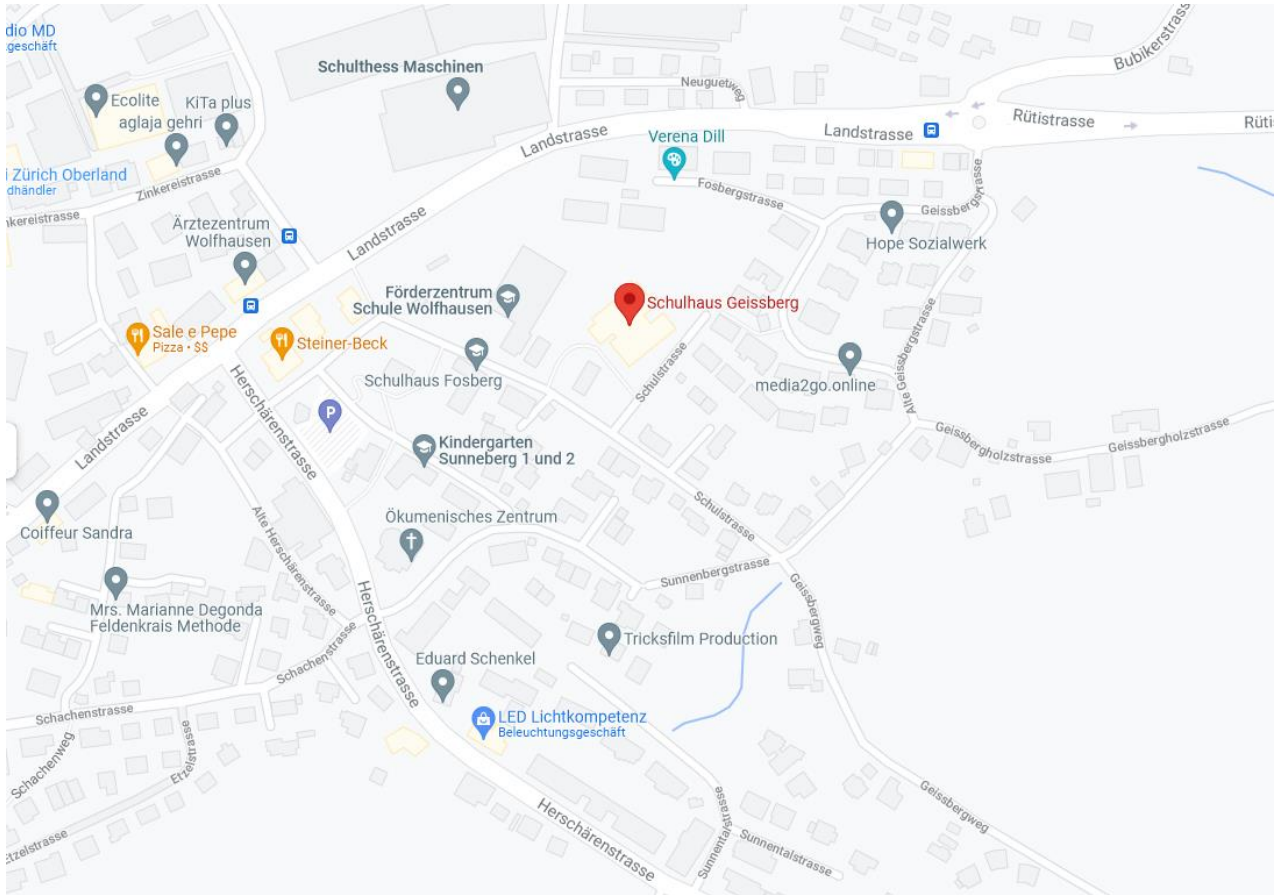 dio MD
geschäft
Schulthess Maschinen
Bubikerstrass
Neuguetweg
Ecolite
KiTa plus
aglaja gehri
Landstrasse
Rütistrasse
Rüti
Landstrasse
Verena Dill
i Zürich Oberland
dhändler
Zinkereistrasse
nkereistrasse
Fosbergstrasse
Geissbergstrasse
Ärztezentrum
Wolfhausen
Landstrasse
Hope Sozialwerk
Förderzentrum
Schule Wolfhausen
Schulhaus Geissberg
Sale e Pepe
Pizza • $$
Steiner-Beck
Schulhaus Fosberg
Schulstrasse
media2go.online
Alte Geissbergstrasse
P
Landstrasse
Herschärenstrasse
Kindergarten
Sunneberg 1 und 2
Geissbergholzstrasse
Geissbergholzstrasse
Coiffeur Sandra
Alte Herschärenstrasse
Ökumenisches Zentrum
Schulstrasse
Sunnenbergstrasse
Geissbergweg
Mrs. Marianne Degonda
Feldenkrais Methode
Herschärenstrasse
Tricksfilm Production
Schachenstrasse
Eduard Schenkel
Schachenstrasse
LED Lichtkompetenz
Beleuchtungsgeschäft
Schachenweg
Etzelstrasse
Geissbergweg
Etzelstrasse
Herschärenstrasse
Sunnentalstrasse
Sunnentalstrasse